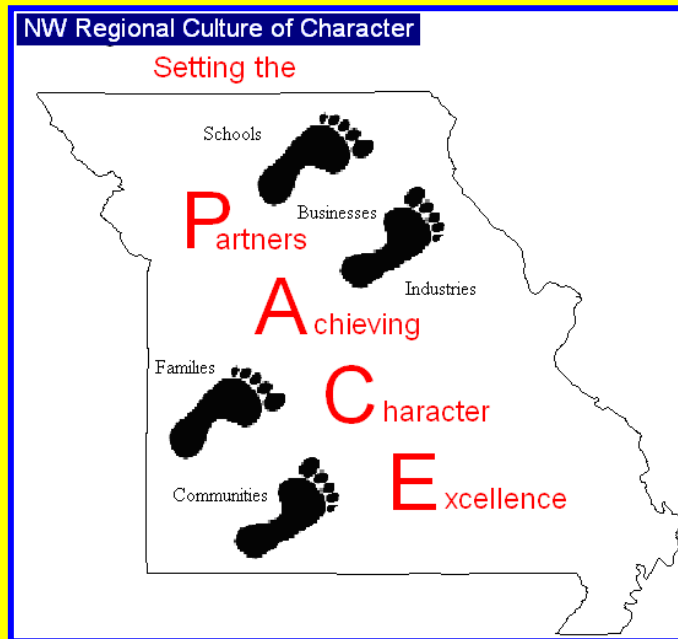 NW Regional Culture of Character
Setting the
Schools
Partners
Businesses
Industries
Achieving
Families
Character
Communities
Excellence